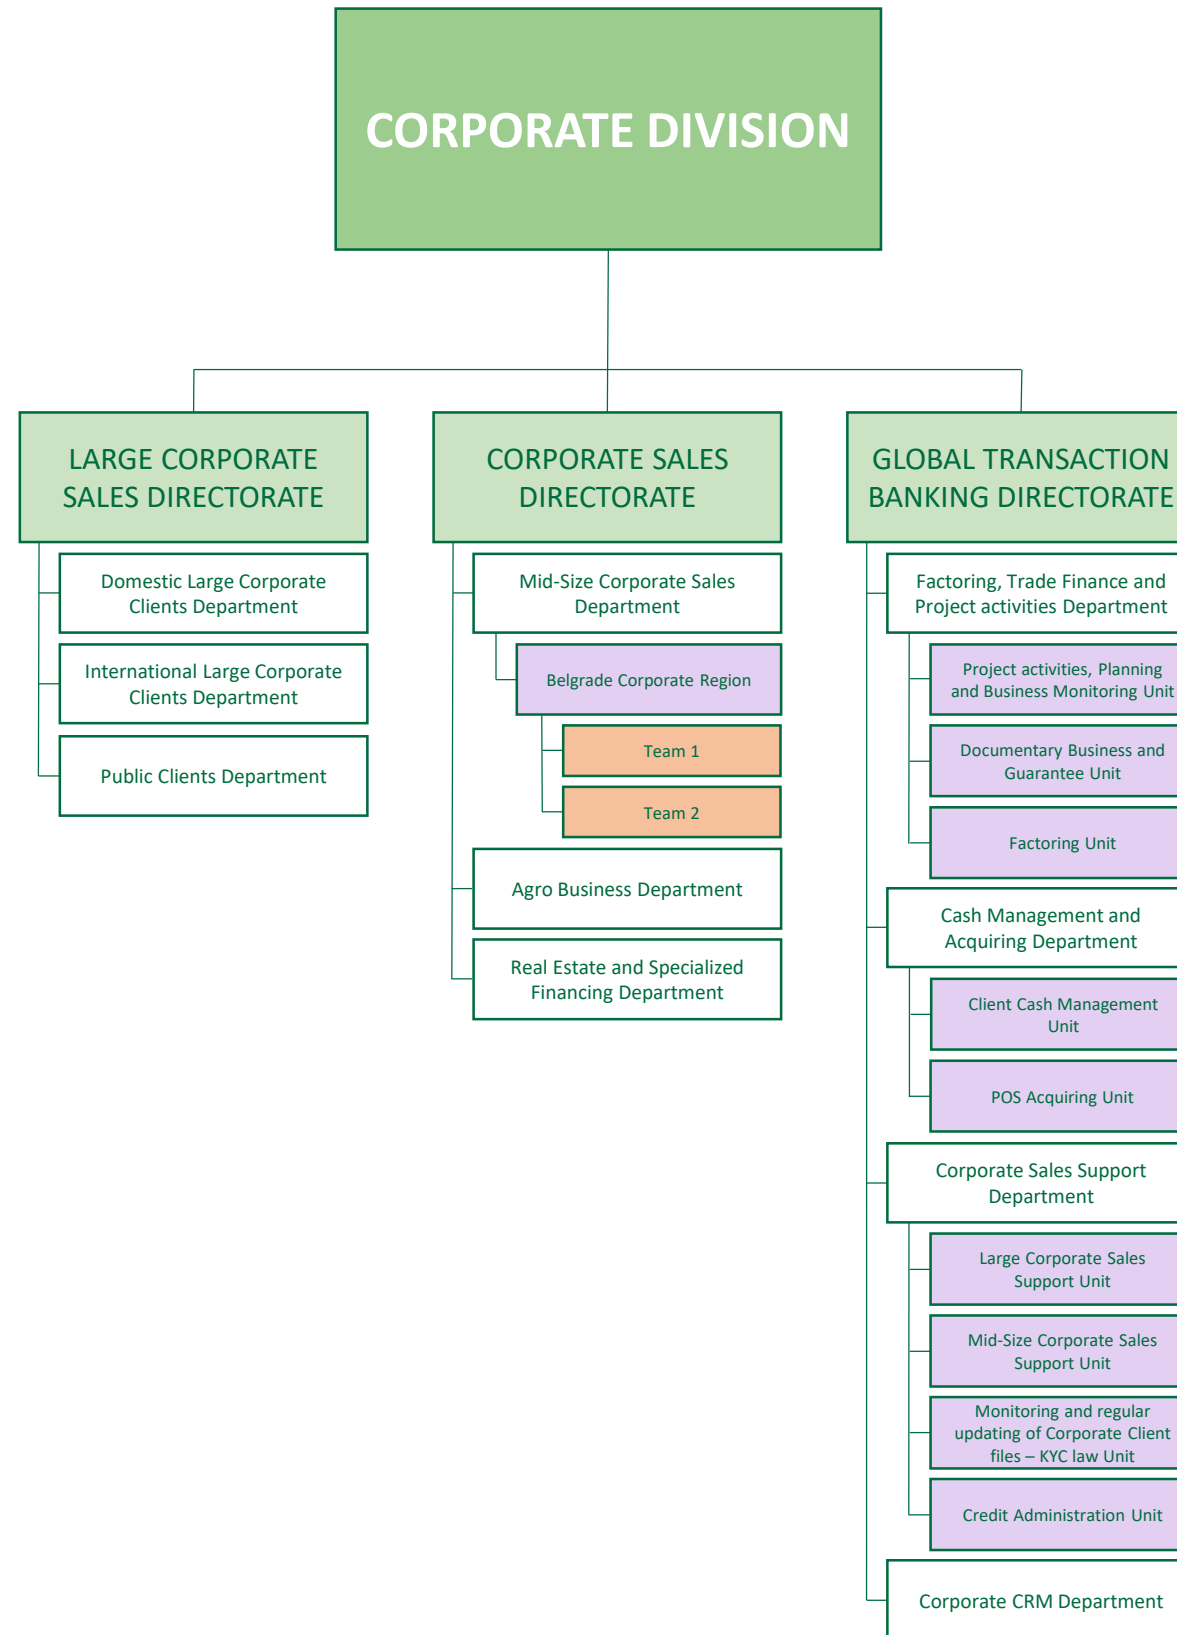 CORPORATE DIVISION
LARGE CORPORATE
SALES DIRECTORATE
Domestic Large Corporate
Clients Department
International Large Corporate
Clients Department
Public Clients Department
CORPORATE SALES
DIRECTORATE
Mid-Size Corporate Sales
Department
Belgrade Corporate Region
Team 1
Team 2
Agro Business Department
Real Estate and Specialized
Financing Department
GLOBAL TRANSACTION
BANKING DIRECTORATE
Factoring, Trade Finance and
Project activities Department
Project activities, Planning
and Business Monitoring Unit
Documentary Business and
Guarantee Unit
Factoring Unit
Cash Management and
Acquiring Department
Client Cash Management
Unit
POS Acquiring Unit
Corporate Sales Support
Department
Large Corporate Sales
Support Unit
Mid-Size Corporate Sales
Support Unit
Monitoring and regular
updating of Corporate Client
files – KYC law Unit
Credit Administration Unit
Corporate CRM Department